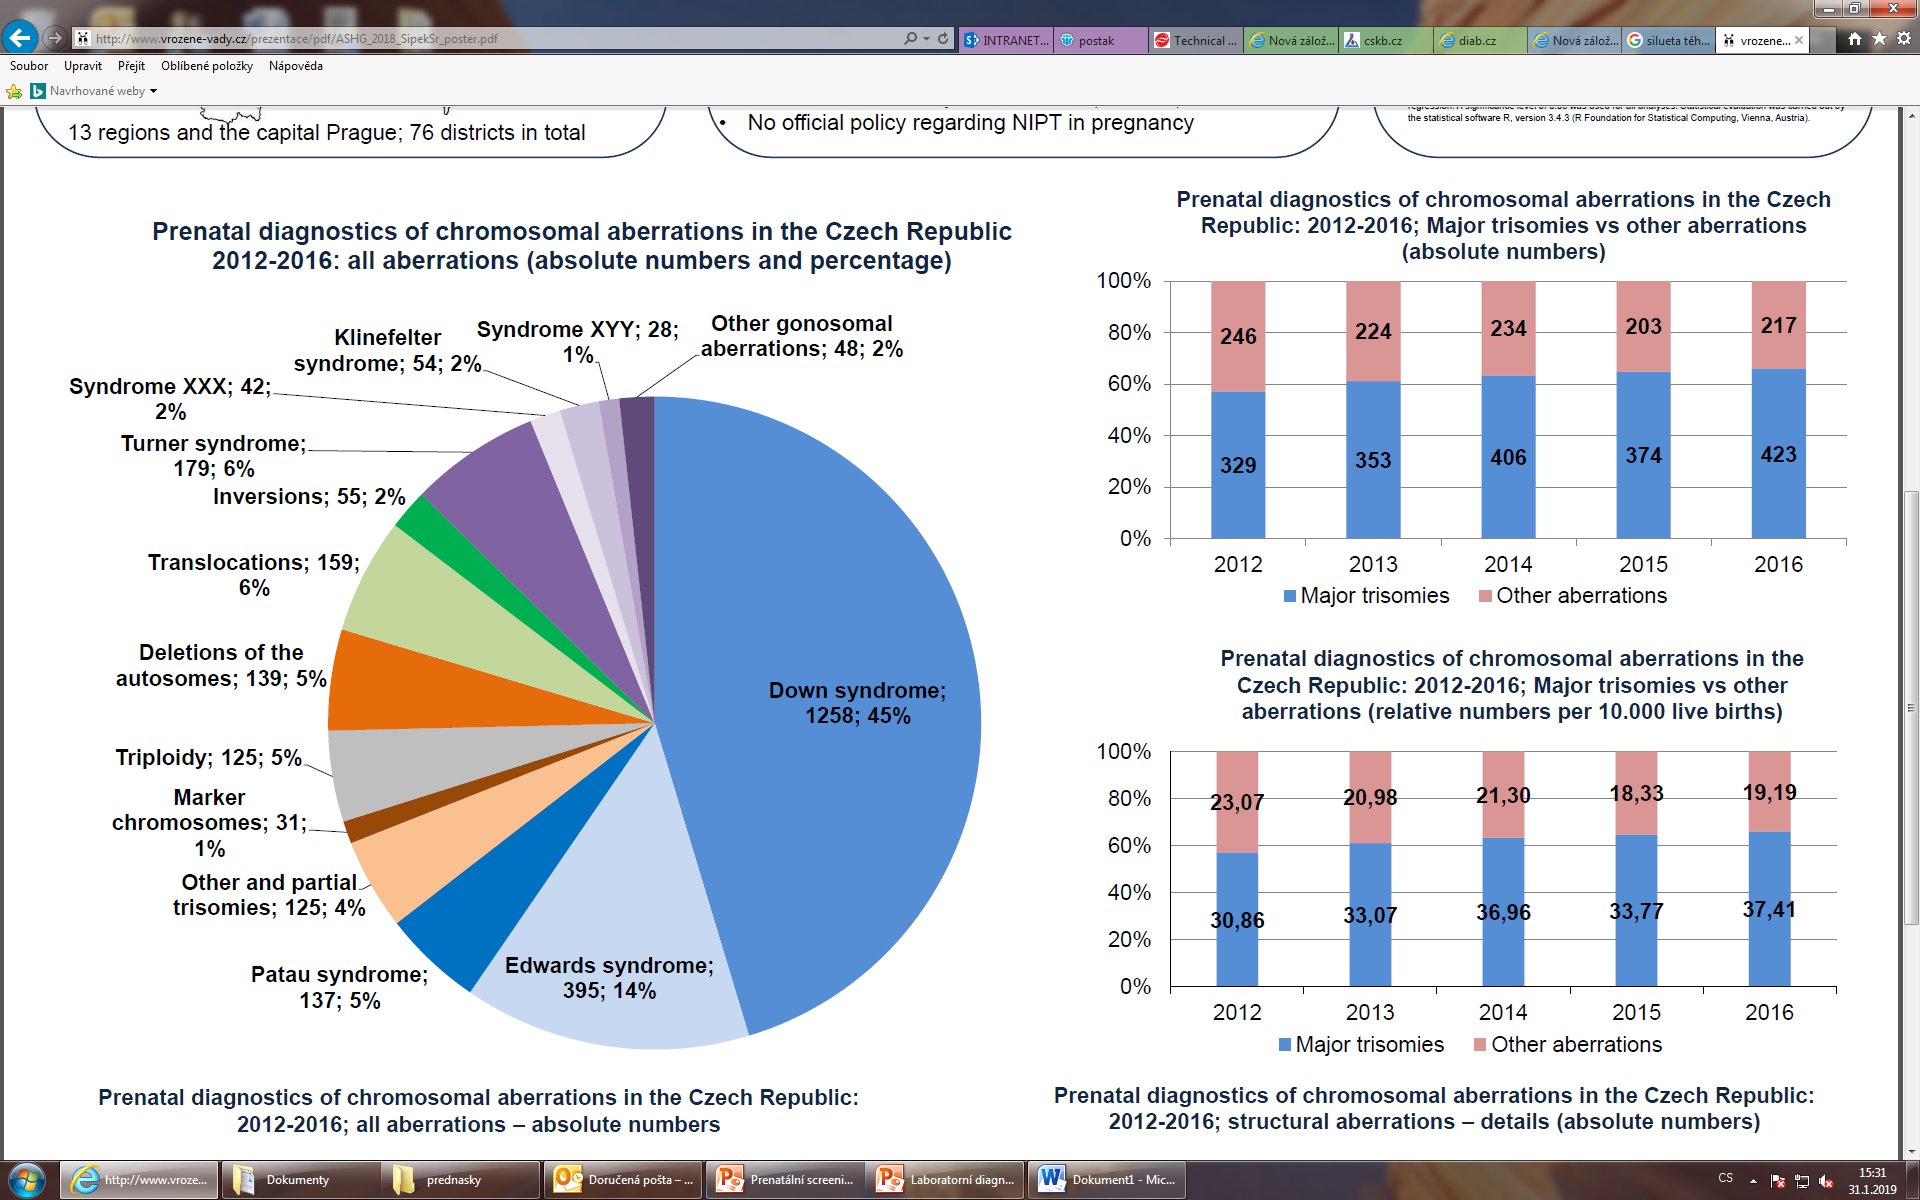 http://www.vrozene-vady.cz/prezentace/pdf/ASHG_2018_SipekSr_poster.pdf
INTRANET...
postak
Technical ...
Nová zálož...
cskb.cz
diab.cz
Nová zálož...
silueta těh...
vrozene...
Soubor Upravit Přejít Oblíbené položky Nápověda
Navrhované weby
13 regions and the capital Prague; 76 districts in total
• No official policy regarding NIPT in pregnancy
the statistical software R, version 3.4.3 (R Foundation for Statistical Computing, Vienna, Austria).
Prenatal diagnostics of chromosomal aberrations in the Czech Republic
2012-2016: all aberrations (absolute numbers and percentage)
Klinefelter
syndrome; 54; 2%
Syndrome XYY; 28;
1%
Other gonosomal
aberrations; 48; 2%
Syndrome XXX; 42;
2%
Turner syndrome;
179; 6%
Inversions; 55; 2%
Translocations; 159;
6%
Deletions of the
autosomes; 139; 5%
Triploidy; 125; 5%
Marker
chromosomes; 31;
1%
Other and partial
trisomies; 125; 4%
Patau syndrome;
137; 5%
Edwards syndrome;
395; 14%
Down syndrome;
1258; 45%
Prenatal diagnostics of chromosomal aberrations in the Czech
Republic: 2012-2016; Major trisomies vs other aberrations
(absolute numbers)
100%
80%
60%
40%
20%
0%
246 224 234 203 217
329 353 406 374 423
2012 2013 2014 2015 2016
Major trisomies Other aberrations
Prenatal diagnostics of chromosomal aberrations in the
Czech Republic: 2012-2016; Major trisomies vs other
aberrations (relative numbers per 10.000 live births)
100%
80%
60%
40%
20%
0%
23,07 20,98 21,30 18,33 19,19
30,86 33,07 36,96 33,77 37,41
2012 2013 2014 2015 2016
Major trisomies Other aberrations
Prenatal diagnostics of chromosomal aberrations in the Czech Republic:
2012-2016; all aberrations – absolute numbers
Prenatal diagnostics of chromosomal aberrations in the Czech Republic:
2012-2016; structural aberrations – details (absolute numbers)
http://www.vroze...
Dokumenty
prednasky
Doručená pošta – ...
Prenatální screeni...
Laboratorní diagn...
Dokument1 - Mic...
CS
15:31
31.1.2019